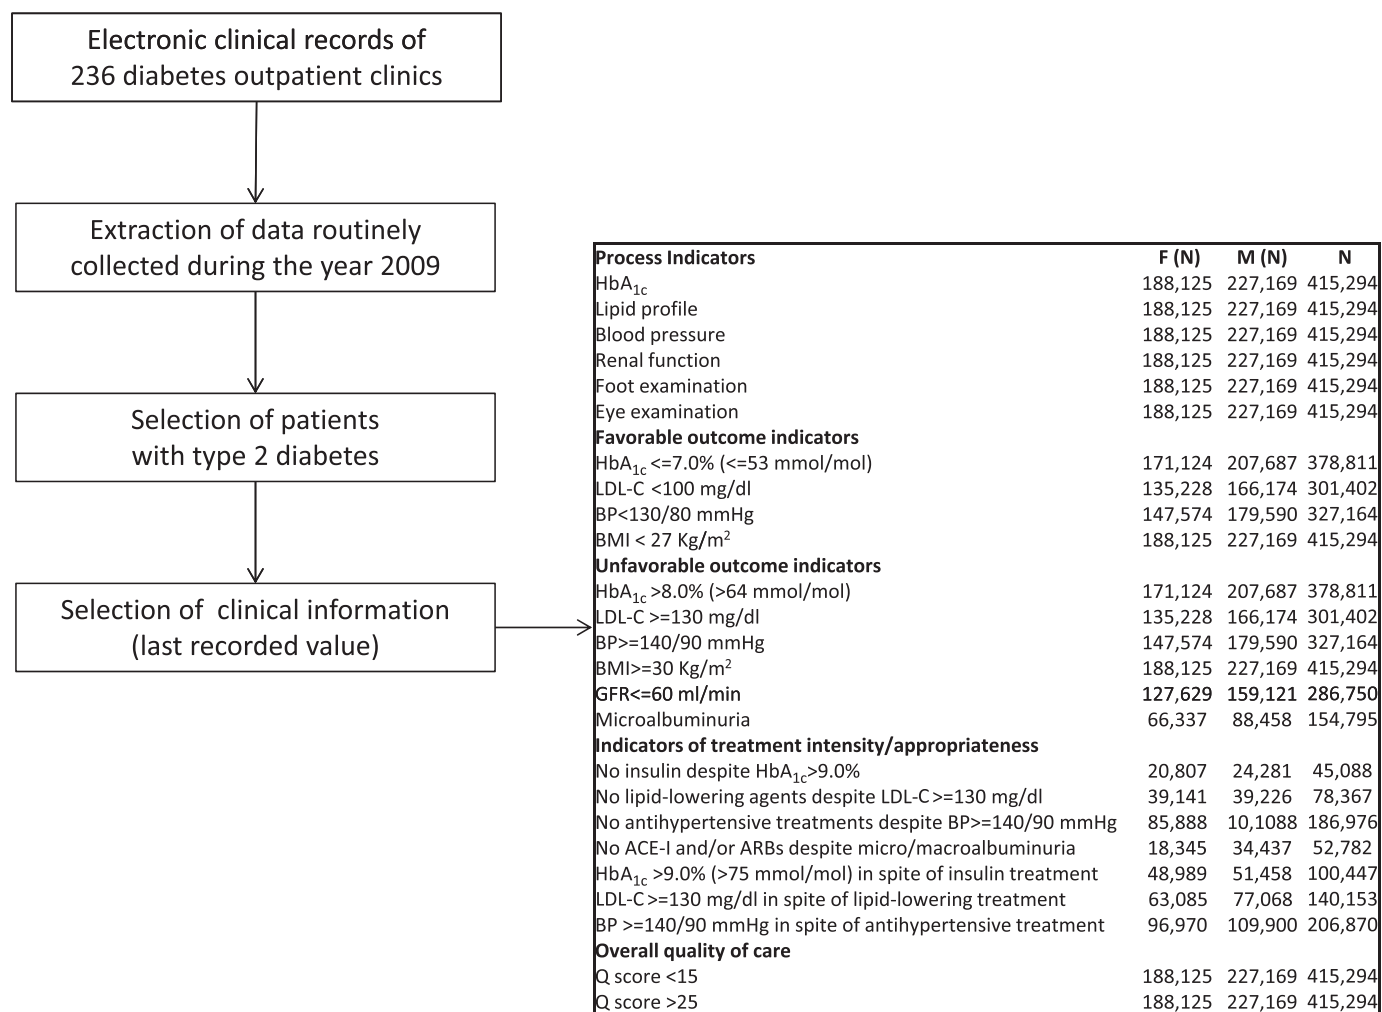 Electronic clinical records of
236 diabetes outpatient clinics
Extraction of data routinely
collected during the year 2009
Selection of patients
with type 2 diabetes
Selection of clinical information
(last recorded value)
Process Indicators F (N) M (N) N
HbA1c 188,125 227,169 415,294
Lipid profile 188,125 227,169 415,294
Blood pressure 188,125 227,169 415,294
Renal function 188,125 227,169 415,294
Foot examination 188,125 227,169 415,294
Eye examination 188,125 227,169 415,294
Favorable outcome indicators
HbA1c <=7.0% (<=53 mmol/mol) 171,124 207,687 378,811
LDL-C <100 mg/dl 135,228 166,174 301,402
BP<130/80 mmHg 147,574 179,590 327,164
BMI < 27 Kg/m2 188,125 227,169 415,294
Unfavorable outcome indicators
HbA1c >8.0% (>64 mmol/mol) 171,124 207,687 378,811
LDL-C >=130 mg/dl 135,228 166,174 301,402
BP>=140/90 mmHg 147,574 179,590 327,164
BMI>=30 Kg/m2 188,125 227,169 415,294
GFR<=60 ml/min 127,629 159,121 286,750
Microalbuminuria 66,337 88,458 154,795
Indicators of treatment intensity/appropriateness
No insulin despite HbA1c>9.0% 20,807 24,281 45,088
No lipid-lowering agents despite LDL-C >=130 mg/dl 39,141 39,226 78,367
No antihypertensive treatments despite BP>=140/90 mmHg 85,888 10,1088 186,976
No ACE-I and/or ARBs despite micro/macroalbuminuria 18,345 34,437 52,782
HbA1c >9.0% (>75 mmol/mol) in spite of insulin treatment 48,989 51,458 100,447
LDL-C >=130 mg/dl in spite of lipid-lowering treatment 63,085 77,068 140,153
BP >=140/90 mmHg in spite of antihypertensive treatment 96,970 109,900 206,870
Overall quality of care
Q score <15 188,125 227,169 415,294
Q score >25 188,125 227,169 415,294